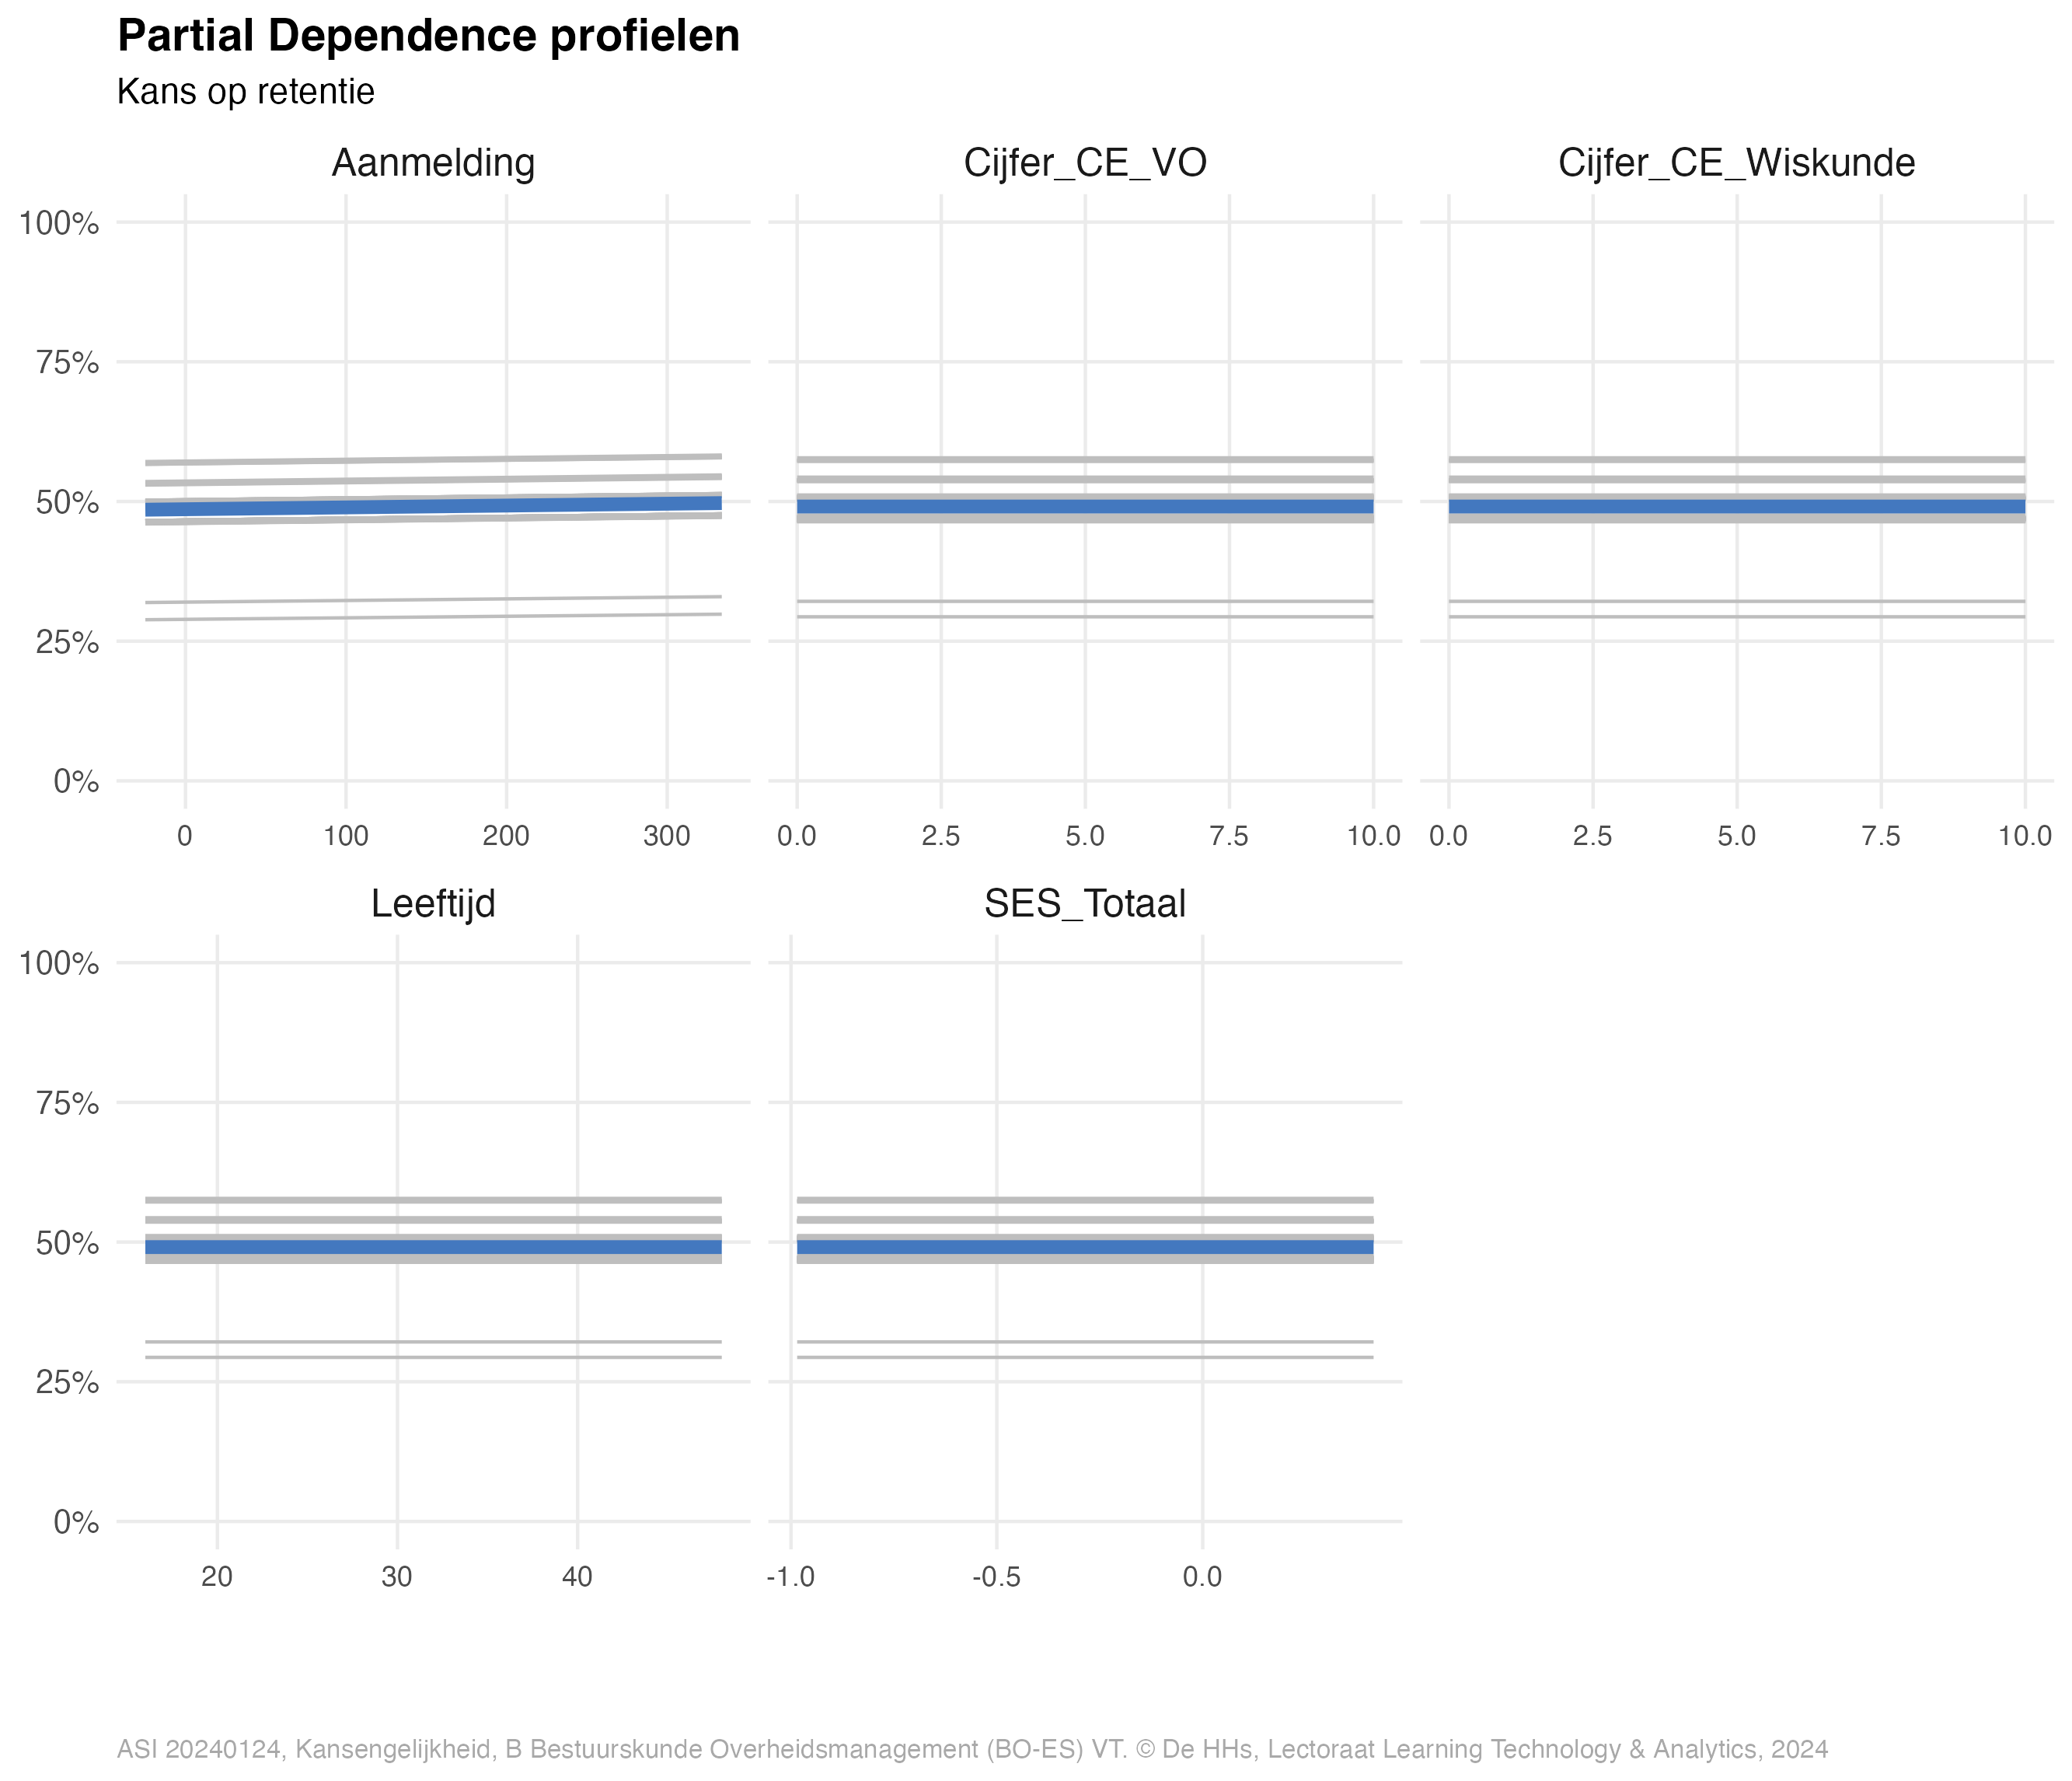 Partial Dependence profielen
Kans op retentie
Aanmelding
Cijfer_CE_VO
Cijfer_CE_Wiskunde
100%
75%
50%
25%
0%
0 100 200 300
0.0 2.5 5.0 7.5 10.0
0.0 2.5 5.0 7.5 10.0
Leeftijd
SES_Totaal
100%
75%
50%
25%
0%
20 30 40
-1.0 -0.5 0.0
ASI 20240124, Kansengelijkheid, B Bestuurskunde Overheidsmanagement (BO-ES) VT. © De HHs, Lectoraat Learning Technology & Analytics, 2024